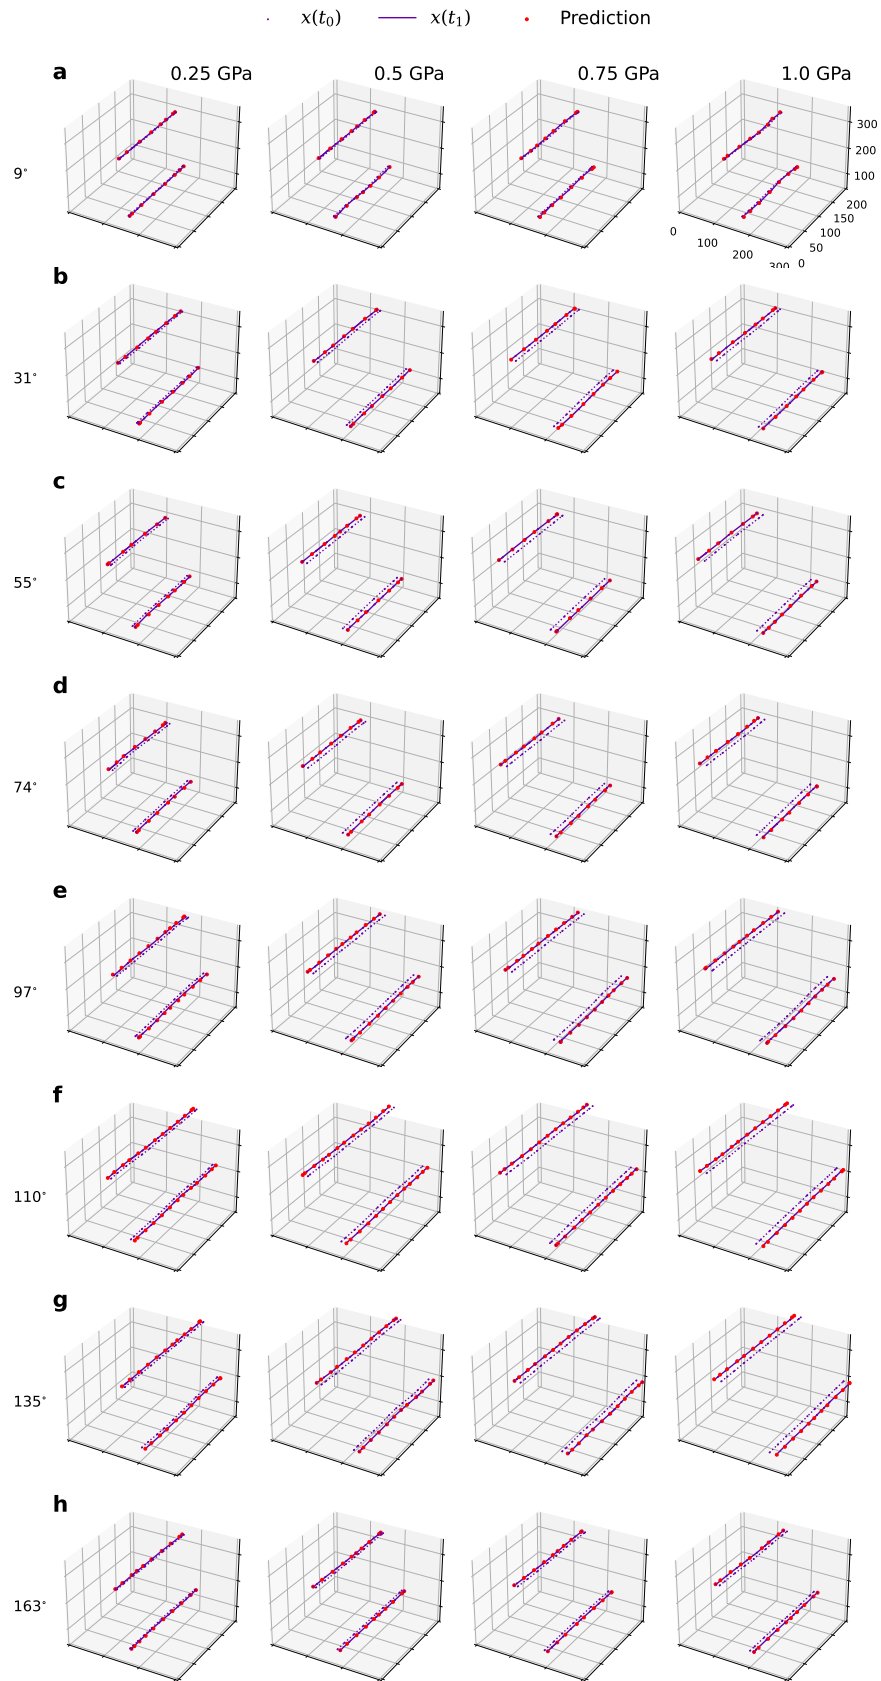 x(t₀) x(t₁) Prediction
a 0.25 GPa 0.5 GPa 0.75 GPa 1.0 GPa
9°
300
200
100
0 100 200 300
0 50 100 150 200
b
31°
c
55°
d
74°
e
97°
f
110°
g
135°
h
163°